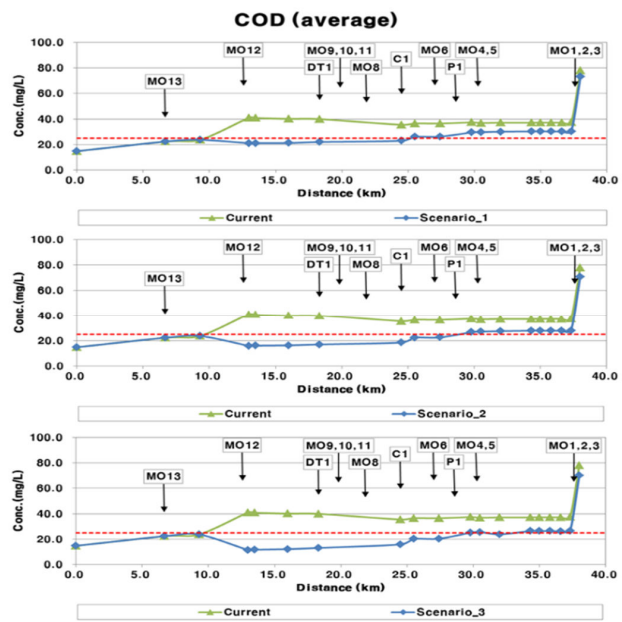 COD (average)
Conc.(mg/L)
100.0
80.0
60.0
40.0
20.0
0.0
MO13
MO12
MO9,10,11
DT1
MO8
C1
MO6
P1
MO4,5
MO1,2,3
0.0 5.0 10.0 15.0 20.0 25.0 30.0 35.0 40.0
Distance (km)
Current Scenario_1
Conc.(mg/L)
100.0
80.0
60.0
40.0
20.0
0.0
MO13
MO12
MO9,10,11
DT1
MO8
C1
MO6
P1
MO4,5
MO1,2,3
0.0 5.0 10.0 15.0 20.0 25.0 30.0 35.0 40.0
Distance (km)
Current Scenario_2
Conc.(mg/L)
100.0
80.0
60.0
40.0
20.0
0.0
MO13
MO12
MO9,10,11
DT1
MO8
C1
MO6
P1
MO4,5
MO1,2,3
0.0 5.0 10.0 15.0 20.0 25.0 30.0 35.0 40.0
Distance (km)
Current Scenario_3